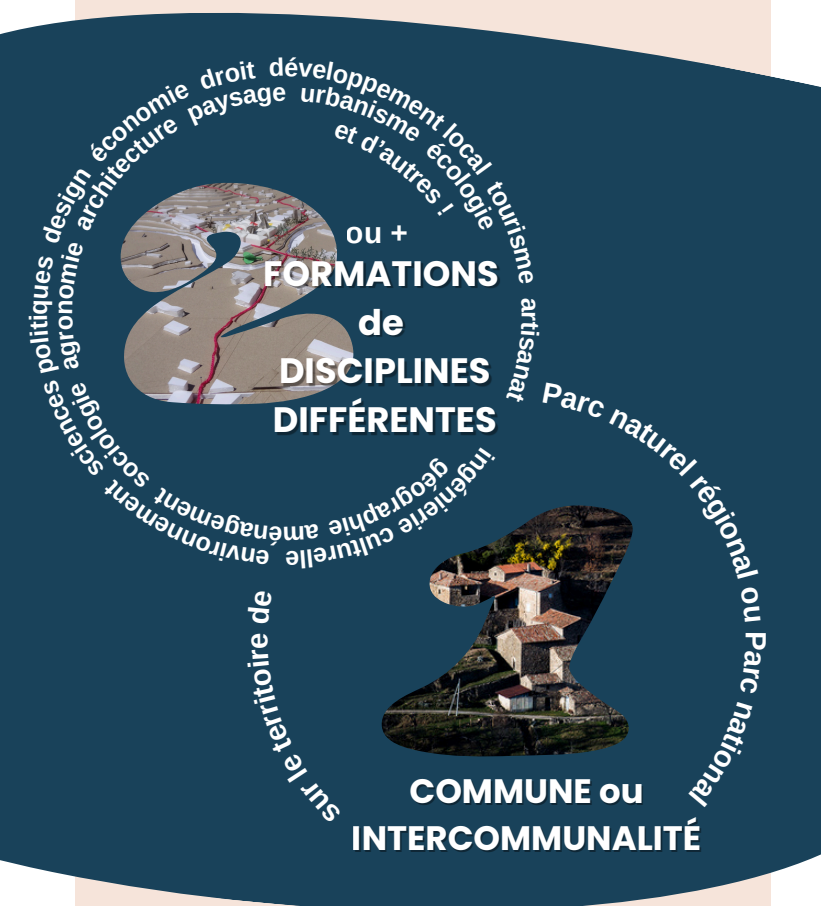 2
ou +
FORMATIONS
de
DISCIPLINES
DIFFÉRENTES
ingénierie culturelle environnement sciences politiques design économie droit développement local tourisme artisanat
géographie aménagement sociologie agronomie architecture paysage urbanisme écologie
et d’autres !
1
COMMUNE ou
INTERCOMMUNALITÉ
sur le territoire de
Parc naturel régional ou Parc national